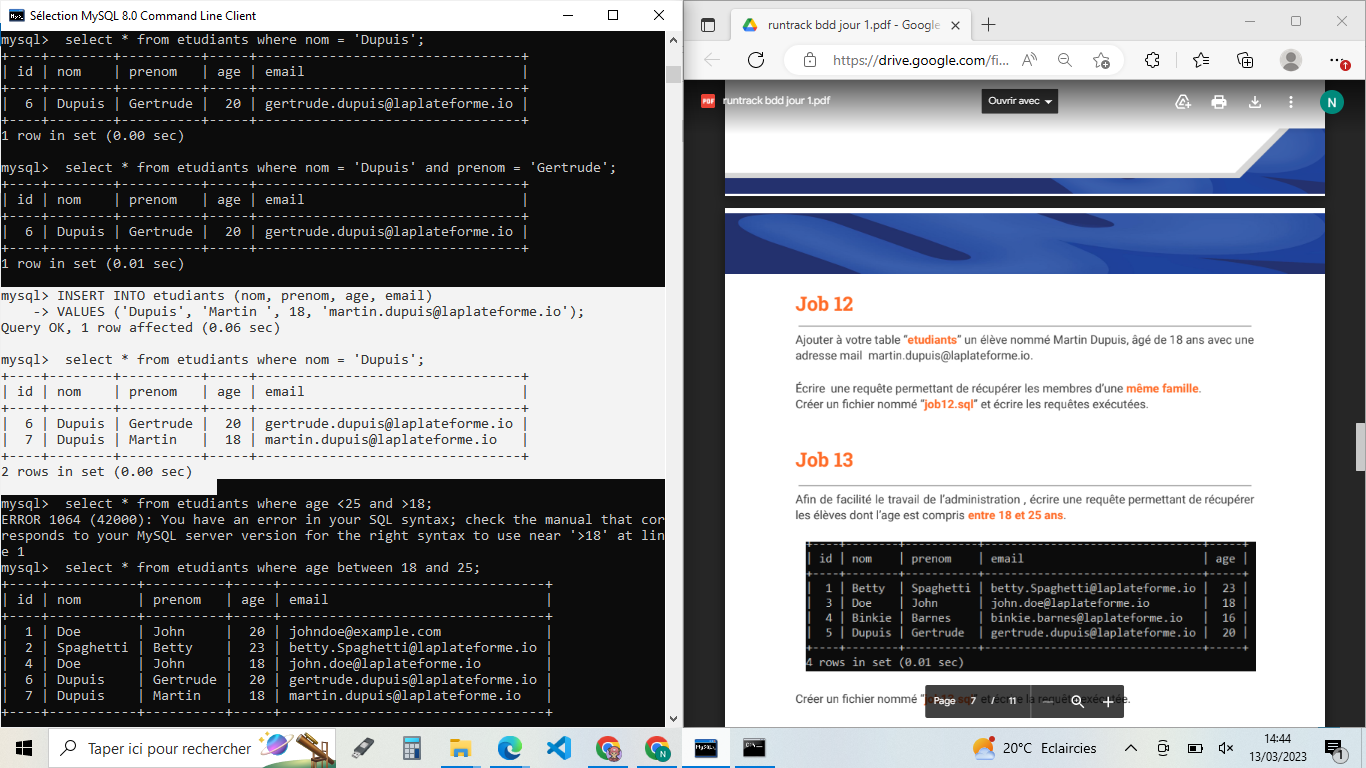 Sélection MySQL 8.0 Command Line Client
mysql>  select * from etudiants where nom = 'Dupuis';
+----+--------+----------+-----+---------------------------------+
| id | nom    | prenom   | age | email                           |
+----+--------+----------+-----+---------------------------------+
|  6 | Dupuis | Gertrude |  20 | gertrude.dupuis@laplateforme.io |
+----+--------+----------+-----+---------------------------------+
1 row in set (0.00 sec)
mysql>  select * from etudiants where nom = 'Dupuis' and prenom = 'Gertrude';
+----+--------+----------+-----+---------------------------------+
| id | nom    | prenom   | age | email                           |
+----+--------+----------+-----+---------------------------------+
|  6 | Dupuis | Gertrude |  20 | gertrude.dupuis@laplateforme.io |
+----+--------+----------+-----+---------------------------------+
1 row in set (0.01 sec)
mysql> INSERT INTO etudiants (nom, prenom, age, email)
    -> VALUES ('Dupuis', 'Martin ', 18, 'martin.dupuis@laplateforme.io');
Query OK, 1 row affected (0.06 sec)
mysql>  select * from etudiants where nom = 'Dupuis';
+----+--------+----------+-----+---------------------------------+
| id | nom    | prenom   | age | email                           |
+----+--------+----------+-----+---------------------------------+
|  6 | Dupuis | Gertrude |  20 | gertrude.dupuis@laplateforme.io |
|  7 | Dupuis | Martin   |  18 | martin.dupuis@laplateforme.io   |
+----+--------+----------+-----+---------------------------------+
2 rows in set (0.00 sec)
mysql>  select * from etudiants where age <25 and >18;
ERROR 1064 (42000): You have an error in your SQL syntax; check the manual that cor
responds to your MySQL server version for the right syntax to use near '>18' at lin
e 1
mysql>  select * from etudiants where age between 18 and 25;
+----+-----------+----------+-----+---------------------------------+
| id | nom       | prenom   | age | email                           |
+----+-----------+----------+-----+---------------------------------+
|  1 | Doe       | John     |  20 | johndoe@example.com             |
|  2 | Spaghetti | Betty    |  23 | betty.Spaghetti@laplateforme.io |
|  4 | Doe       | John     |  18 | john.doe@laplateforme.io        |
|  6 | Dupuis    | Gertrude |  20 | gertrude.dupuis@laplateforme.io |
|  7 | Dupuis    | Martin   |  18 | martin.dupuis@laplateforme.io   |
+----+-----------+----------+-----+---------------------------------+
runtrack bdd jour 1.pdf - Google
https://drive.google.com/fi...
PDF runtrack bdd jour 1.pdf
Ouvrir avec
N
Job 12
Ajouter à votre table “etudiants” un élève nommé Martin Dupuis, âgé de 18 ans avec une
adresse mail  martin.dupuis@laplateforme.io.
Écrire  une requête permettant de récupérer les membres d’une même famille.
Créer un fichier nommé “job12.sql” et écrire les requêtes exécutées.
Job 13
Afin de facilité le travail de l’administration , écrire une requête permettant de récupérer
les élèves dont l’age est compris entre 18 et 25 ans.
+----+--------+-----------+---------------------------------+-----+
| id | nom    | prenom    | email                           | age |
+----+--------+-----------+---------------------------------+-----+
|  1 | Betty  | Spaghetti | betty.Spaghetti@laplateforme.io |  23 |
|  3 | Doe    | John      | john.doe@laplateforme.io        |  18 |
|  4 | Binkie | Barnes    | binkie.barnes@laplateforme.io   |  16 |
|  5 | Dupuis | Gertrude  | gertrude.dupuis@laplateforme.io |  20 |
+----+--------+-----------+---------------------------------+-----+
4 rows in set (0.01 sec)
Créer un fichier nommé “job13.sql” et écrire la requête exécutée.
Page 7 / 11
Taper ici pour rechercher
N
MySQL
20°C  Eclaircies
14:44
13/03/2023
1